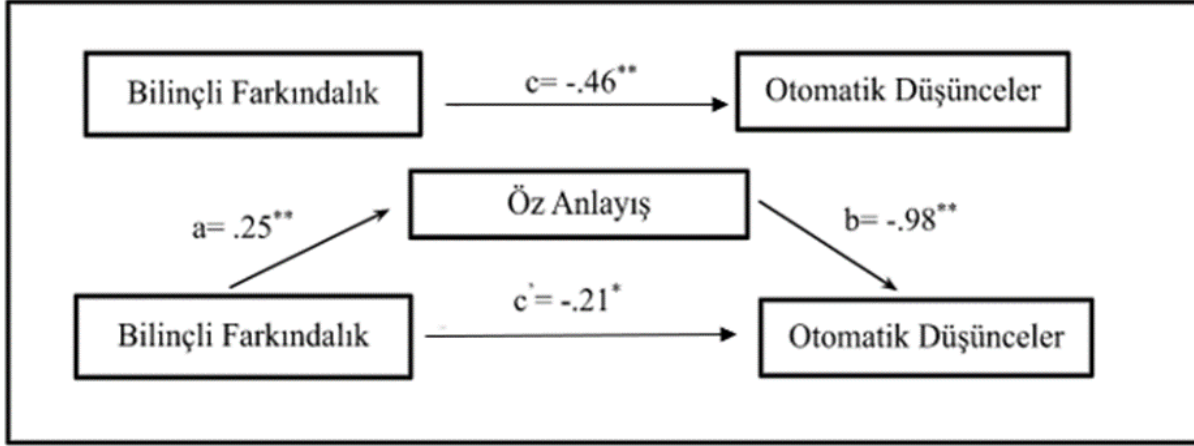 Bilinçli Farkındalık
c= -.46**
Otomatik Düşünceler
Öz Anlayış
a= .25**
b= -.98**
Bilinçli Farkındalık
c'= -.21*
Otomatik Düşünceler